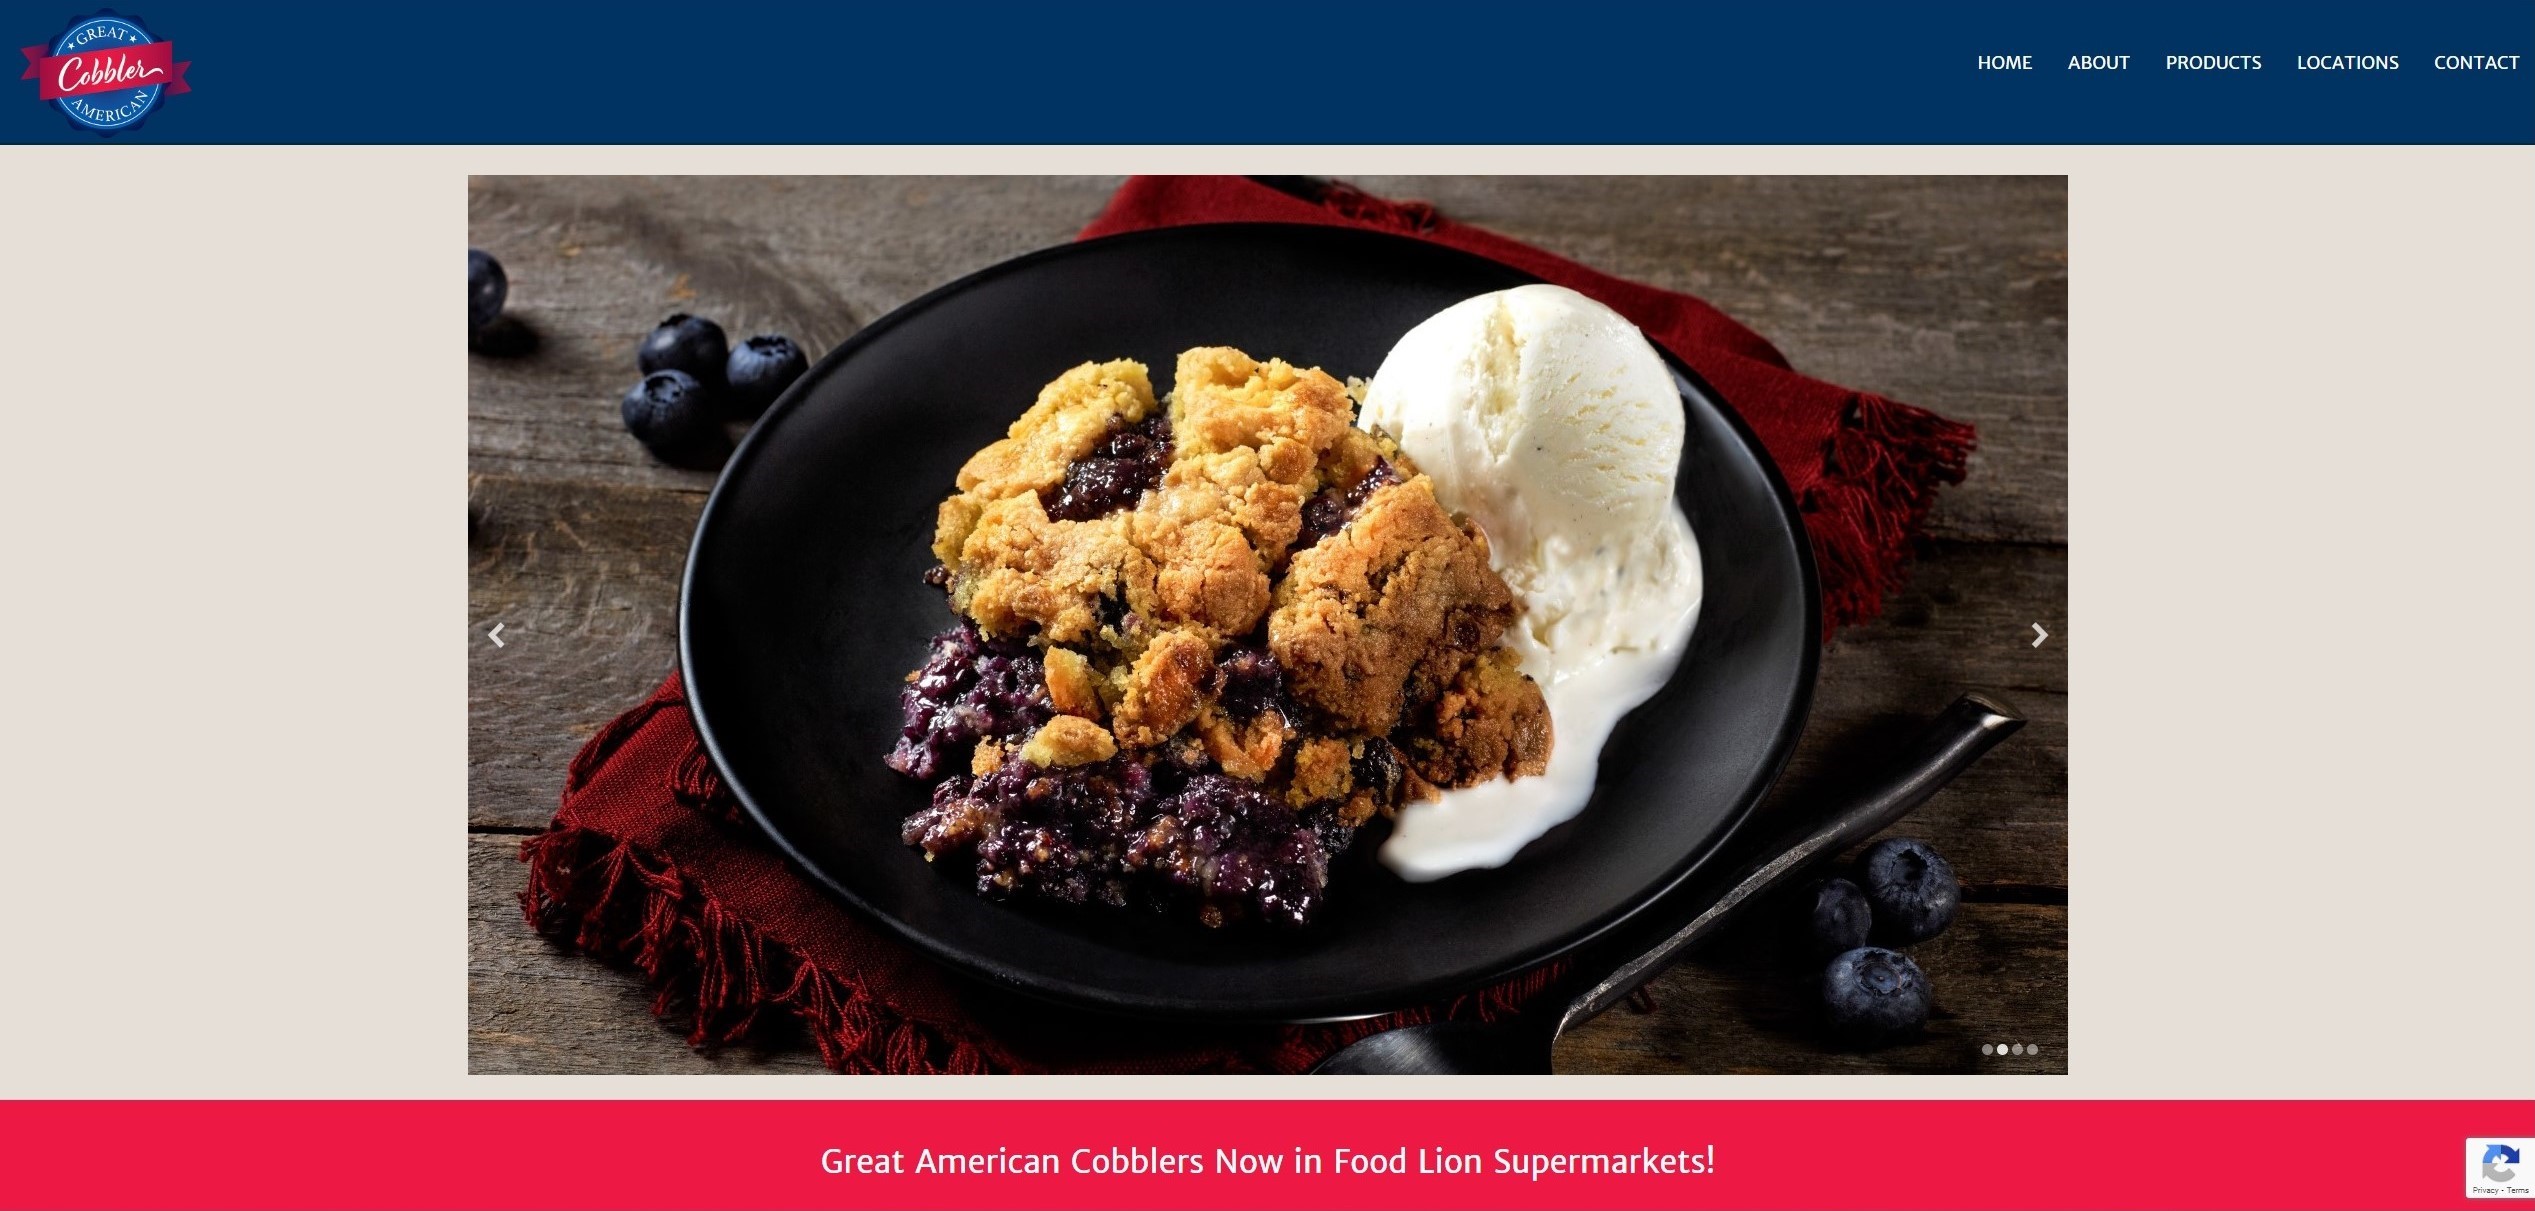 GREAT
Cobbler
AMERICAN
HOME ABOUT PRODUCTS LOCATIONS CONTACT
Great American Cobblers Now in Food Lion Supermarkets!
Privacy - Terms